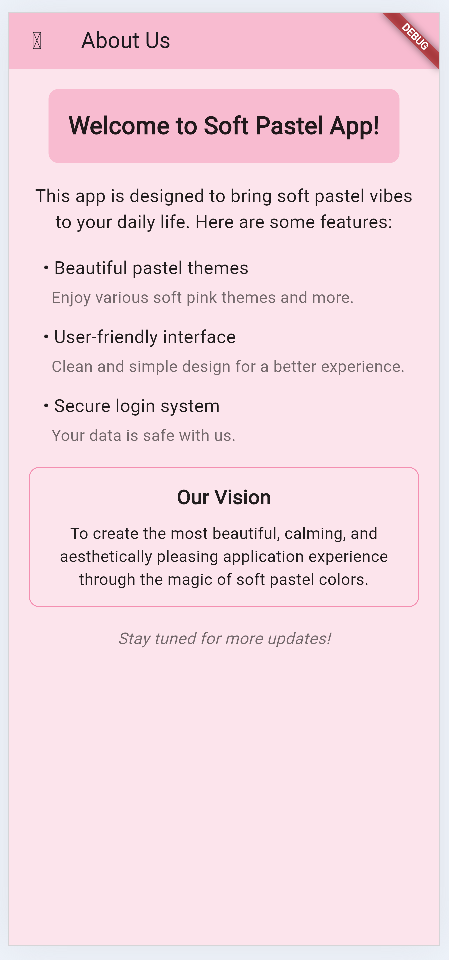 About Us
DEBUG
Welcome to Soft Pastel App!
This app is designed to bring soft pastel vibes
to your daily life. Here are some features:
• Beautiful pastel themes
Enjoy various soft pink themes and more.
• User-friendly interface
Clean and simple design for a better experience.
• Secure login system
Your data is safe with us.
Our Vision
To create the most beautiful, calming, and
aesthetically pleasing application experience
through the magic of soft pastel colors.
Stay tuned for more updates!